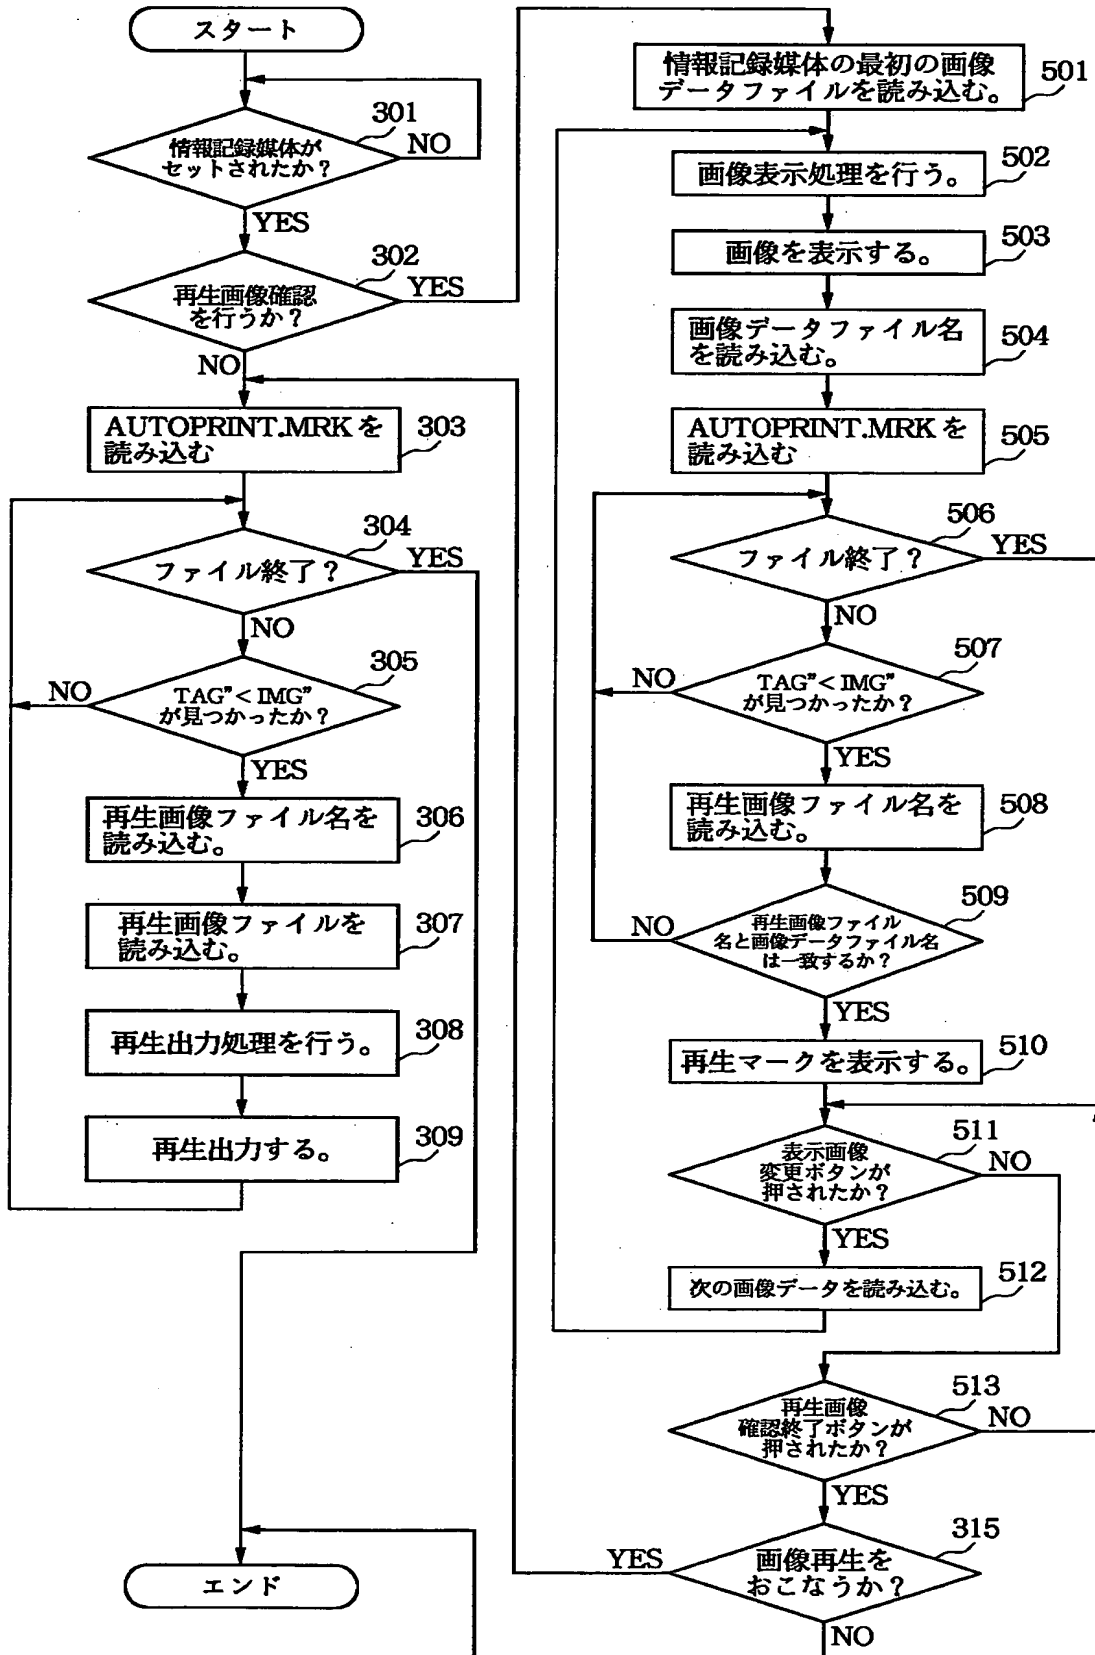 スタート
301
情報記録媒体が
セットされたか？
NO
YES
302
再生画像確認
を行うか？
YES
NO
AUTOPRINT.MRKを
読み込む
303
304
ファイル終了？
YES
NO
305
TAG"<IMG"
が見つかったか？
NO
YES
再生画像ファイル名を
読み込む。
306
再生画像ファイルを
読み込む。
307
再生出力処理を行う。
308
再生出力する。
309
エンド
情報記録媒体の最初の画像
データファイルを読み込む。
501
画像表示処理を行う。
502
画像を表示する。
503
画像データファイル名
を読み込む。
504
AUTOPRINT.MRKを
読み込む
505
506
ファイル終了？
YES
NO
507
TAG"<IMG"
が見つかったか？
NO
YES
再生画像ファイル名を
読み込む。
508
509
再生画像ファイル
名と画像データファイル名
は一致するか？
NO
YES
再生マークを表示する。
510
511
表示画像
変更ボタンが
押されたか？
NO
YES
次の画像データを読み込む。
512
513
再生画像
確認終了ボタンが
押されたか？
NO
YES
315
画像再生を
おこなうか？
YES
NO